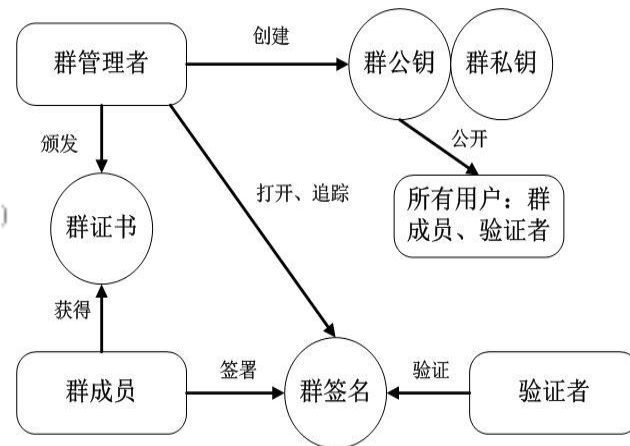 创建
群管理者
群公钥
群私钥
颁发
公开
打开、追踪
所有用户：群
成员、验证者
群证书
获得
签署
验证
群成员
群签名
验证者